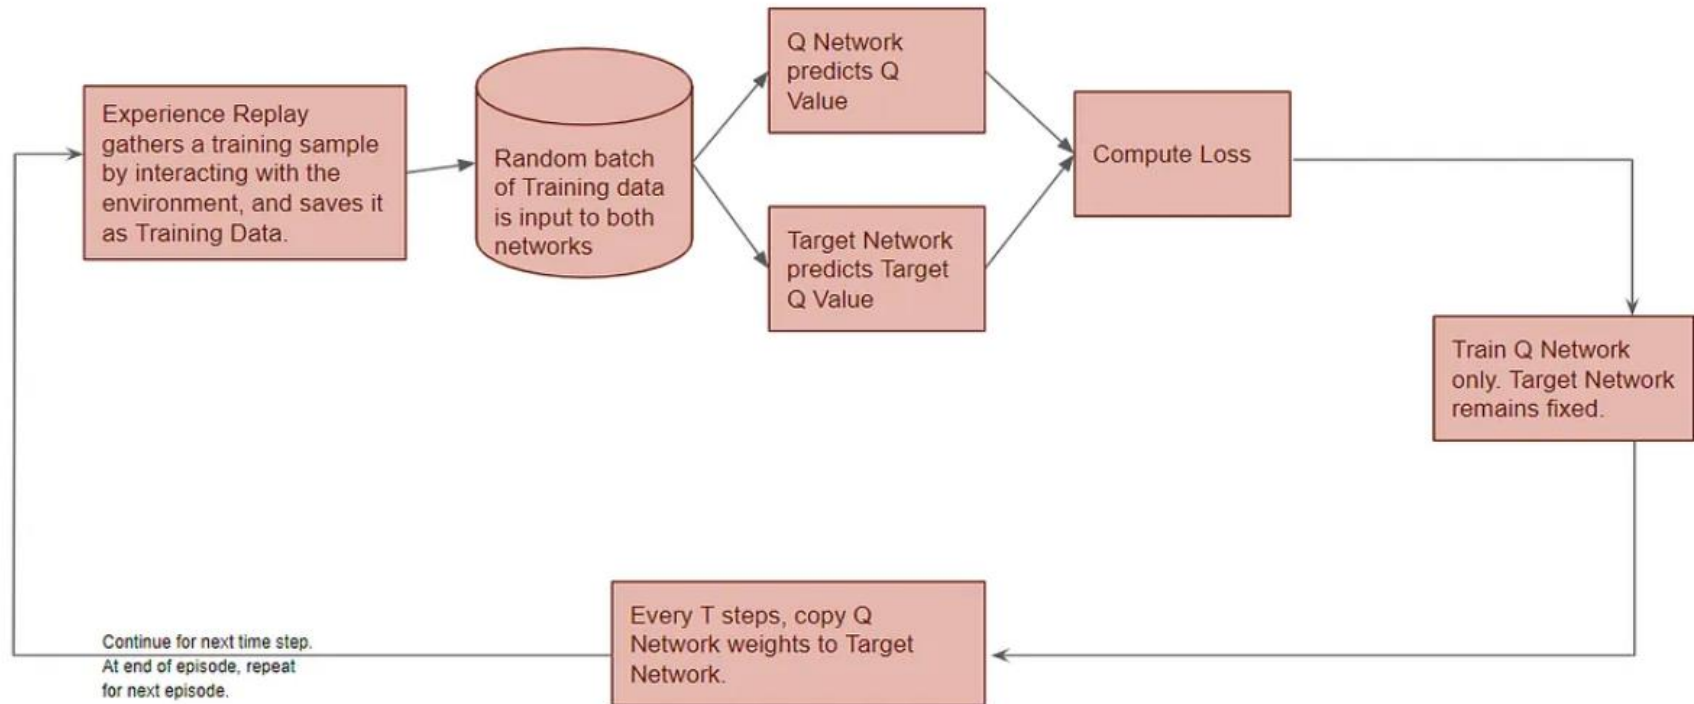 Experience Replay
gathers a training sample
by interacting with the
environment, and saves it
as Training Data.
Random batch
of Training data
is input to both
networks
Q Network
predicts Q
Value
Target Network
predicts Target
Q Value
Compute Loss
Train Q Network
only. Target Network
remains fixed.
Every T steps, copy Q
Network weights to Target
Network.
Continue for next time step.
At end of episode, repeat
for next episode.